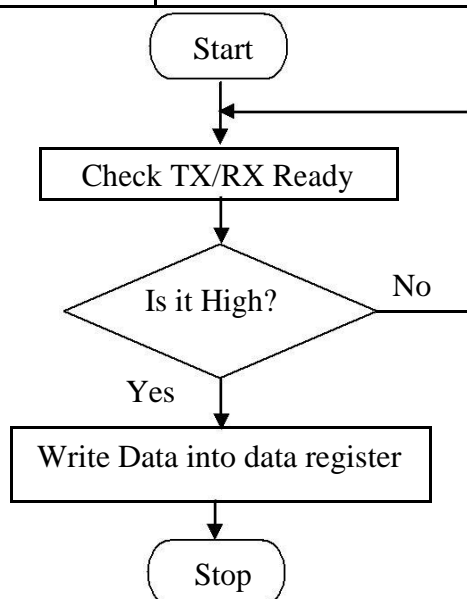 Start
Check TX/RX Ready
Is it High?
No
Yes
Write Data into data register
Stop